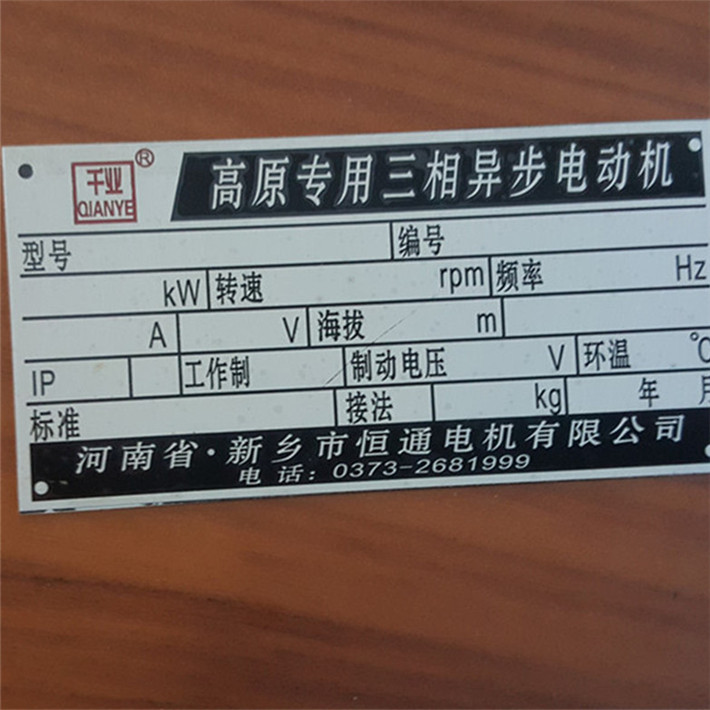 千业
QIANYE
®
高原专用三相异步电动机
型号 编号
kW 转速 rpm 频率 Hz
A V 海拔 m
IP 工作制 制动电压 V 环温 ℃
标准 接法 kg 年 月
河南省·新乡市恒通电机有限公司
电话：0373-2681999